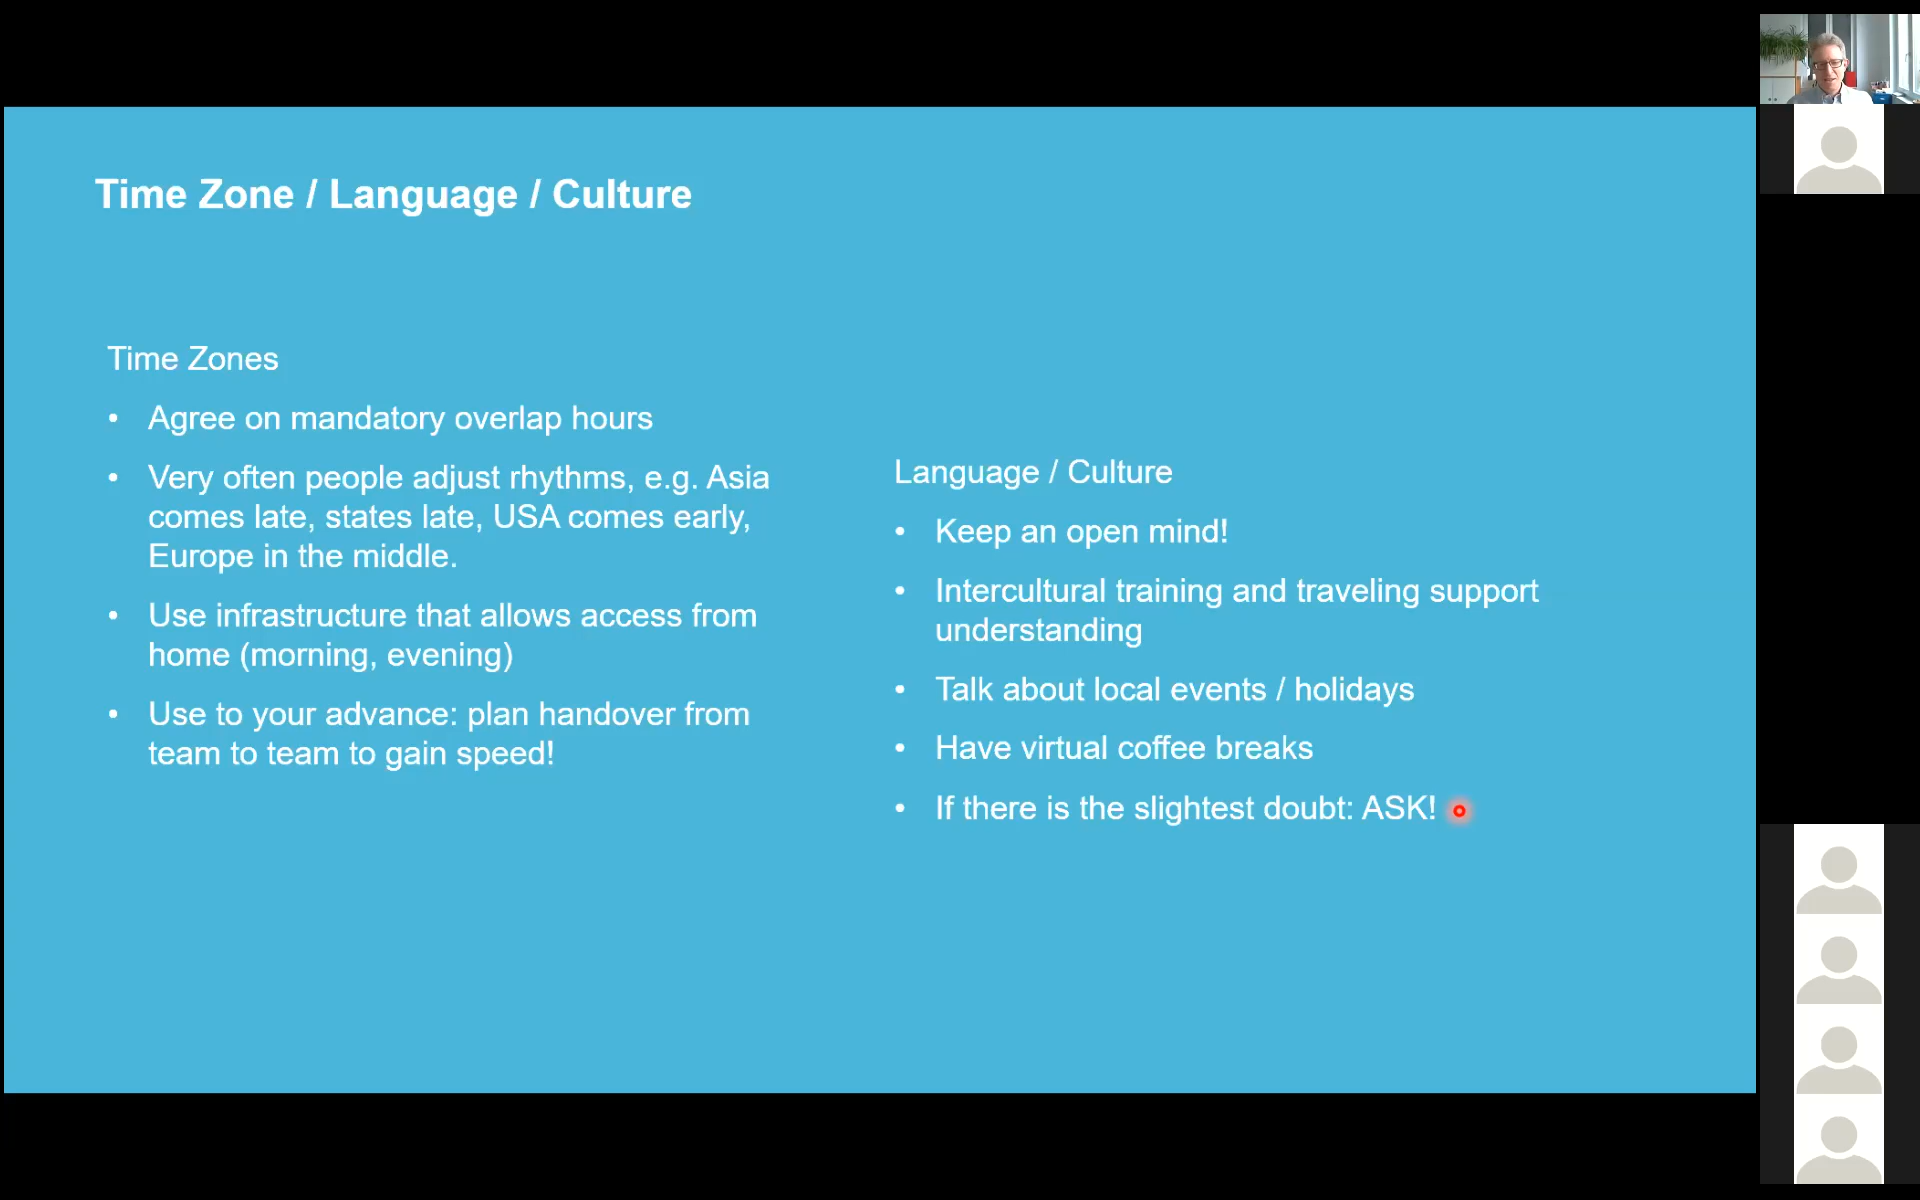 Time Zone / Language / Culture
Time Zones
• Agree on mandatory overlap hours
• Very often people adjust rhythms, e.g. Asia
comes late, states late, USA comes early,
Europe in the middle.
• Use infrastructure that allows access from
home (morning, evening)
• Use to your advance: plan handover from
team to team to gain speed!
Language / Culture
• Keep an open mind!
• Intercultural training and traveling support
understanding
• Talk about local events / holidays
• Have virtual coffee breaks
• If there is the slightest doubt: ASK!